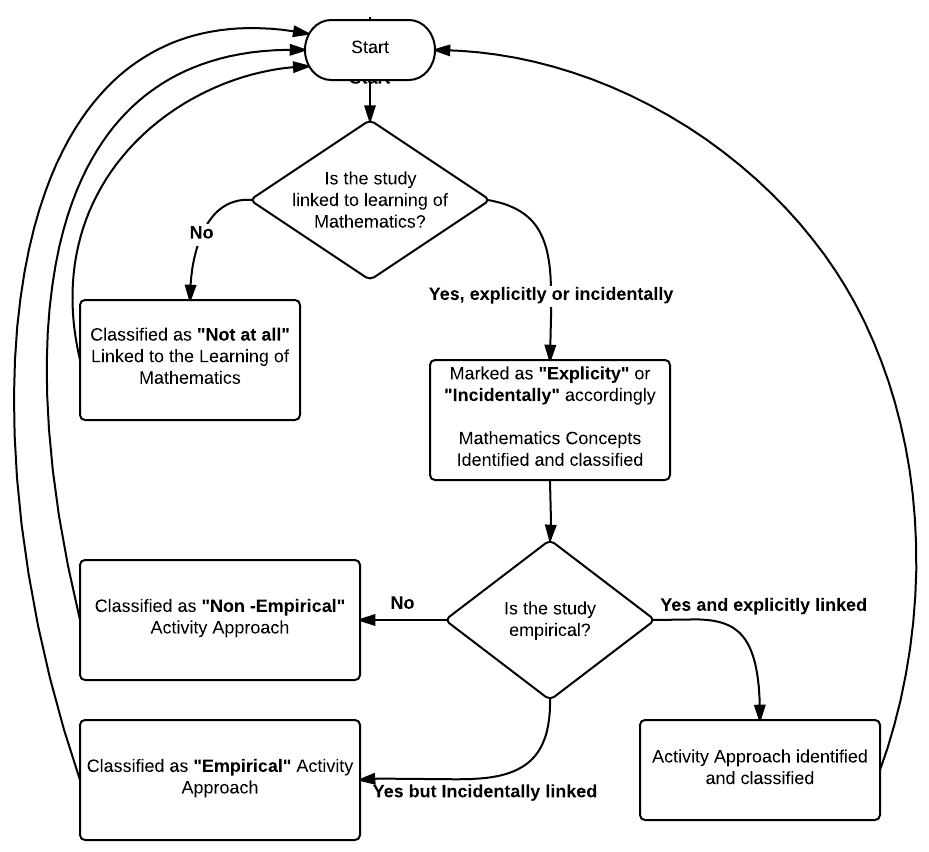 Start
Start
Is the study
linked to learning of
Mathematics?
No
Yes, explicitly or incidentally
Classified as "Not at all"
Linked to the Learning of
Mathematics
Marked as "Explicity" or
"Incidentally" accordingly
Mathematics Concepts
Identified and classified
Is the study
empirical?
No
Yes and explicitly linked
Classified as "Non -Empirical"
Activity Approach
Classified as "Empirical" Activity
Approach
Yes but Incidentally linked
Activity Approach identified
and classified